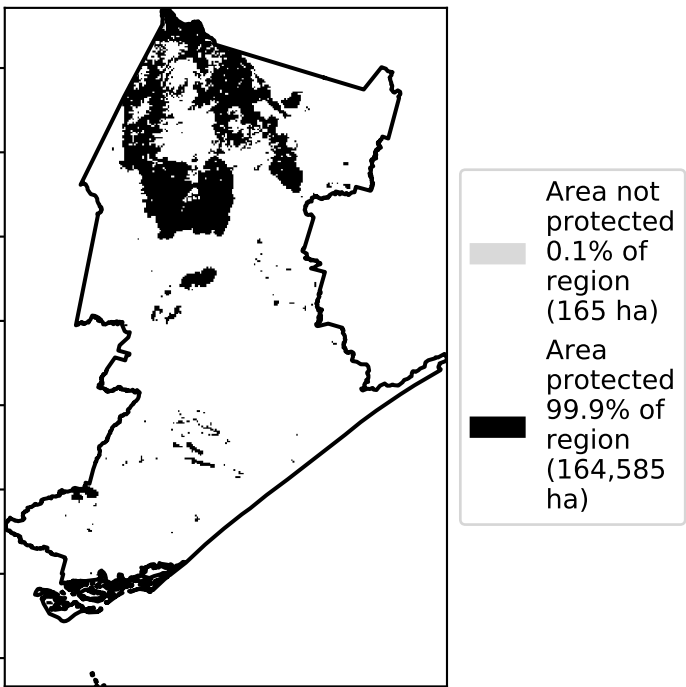 Area not
protected
0.1% of
region
(165 ha)
Area
protected
99.9% of
region
(164,585
ha)